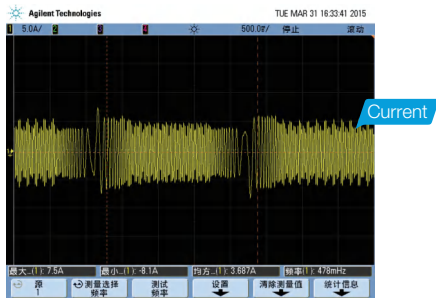 Agilent Technologies TUE MAR 31 16:33:41 2015
1 5.0A/ 2 3 4 500.0г/ 停止 滚动
Current
最大...(1): 7.5A 最小...(1): -8.1A 均方...(1): 3.687A 频率(1): 478mHz
源 测量选择 测试 设置 清除测量值 统计信息
1 频率 频率